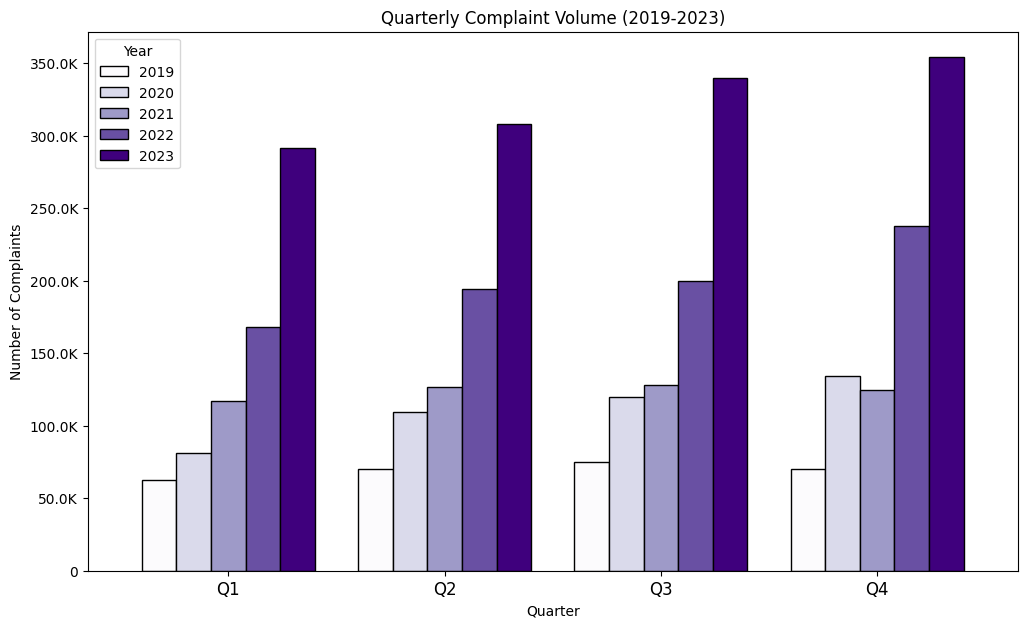 Quarterly Complaint Volume (2019-2023)
Year
2019
2020
2021
2022
2023
Number of Complaints
350.0K
300.0K
250.0K
200.0K
150.0K
100.0K
50.0K
0
Q1 Q2 Q3 Q4
Quarter